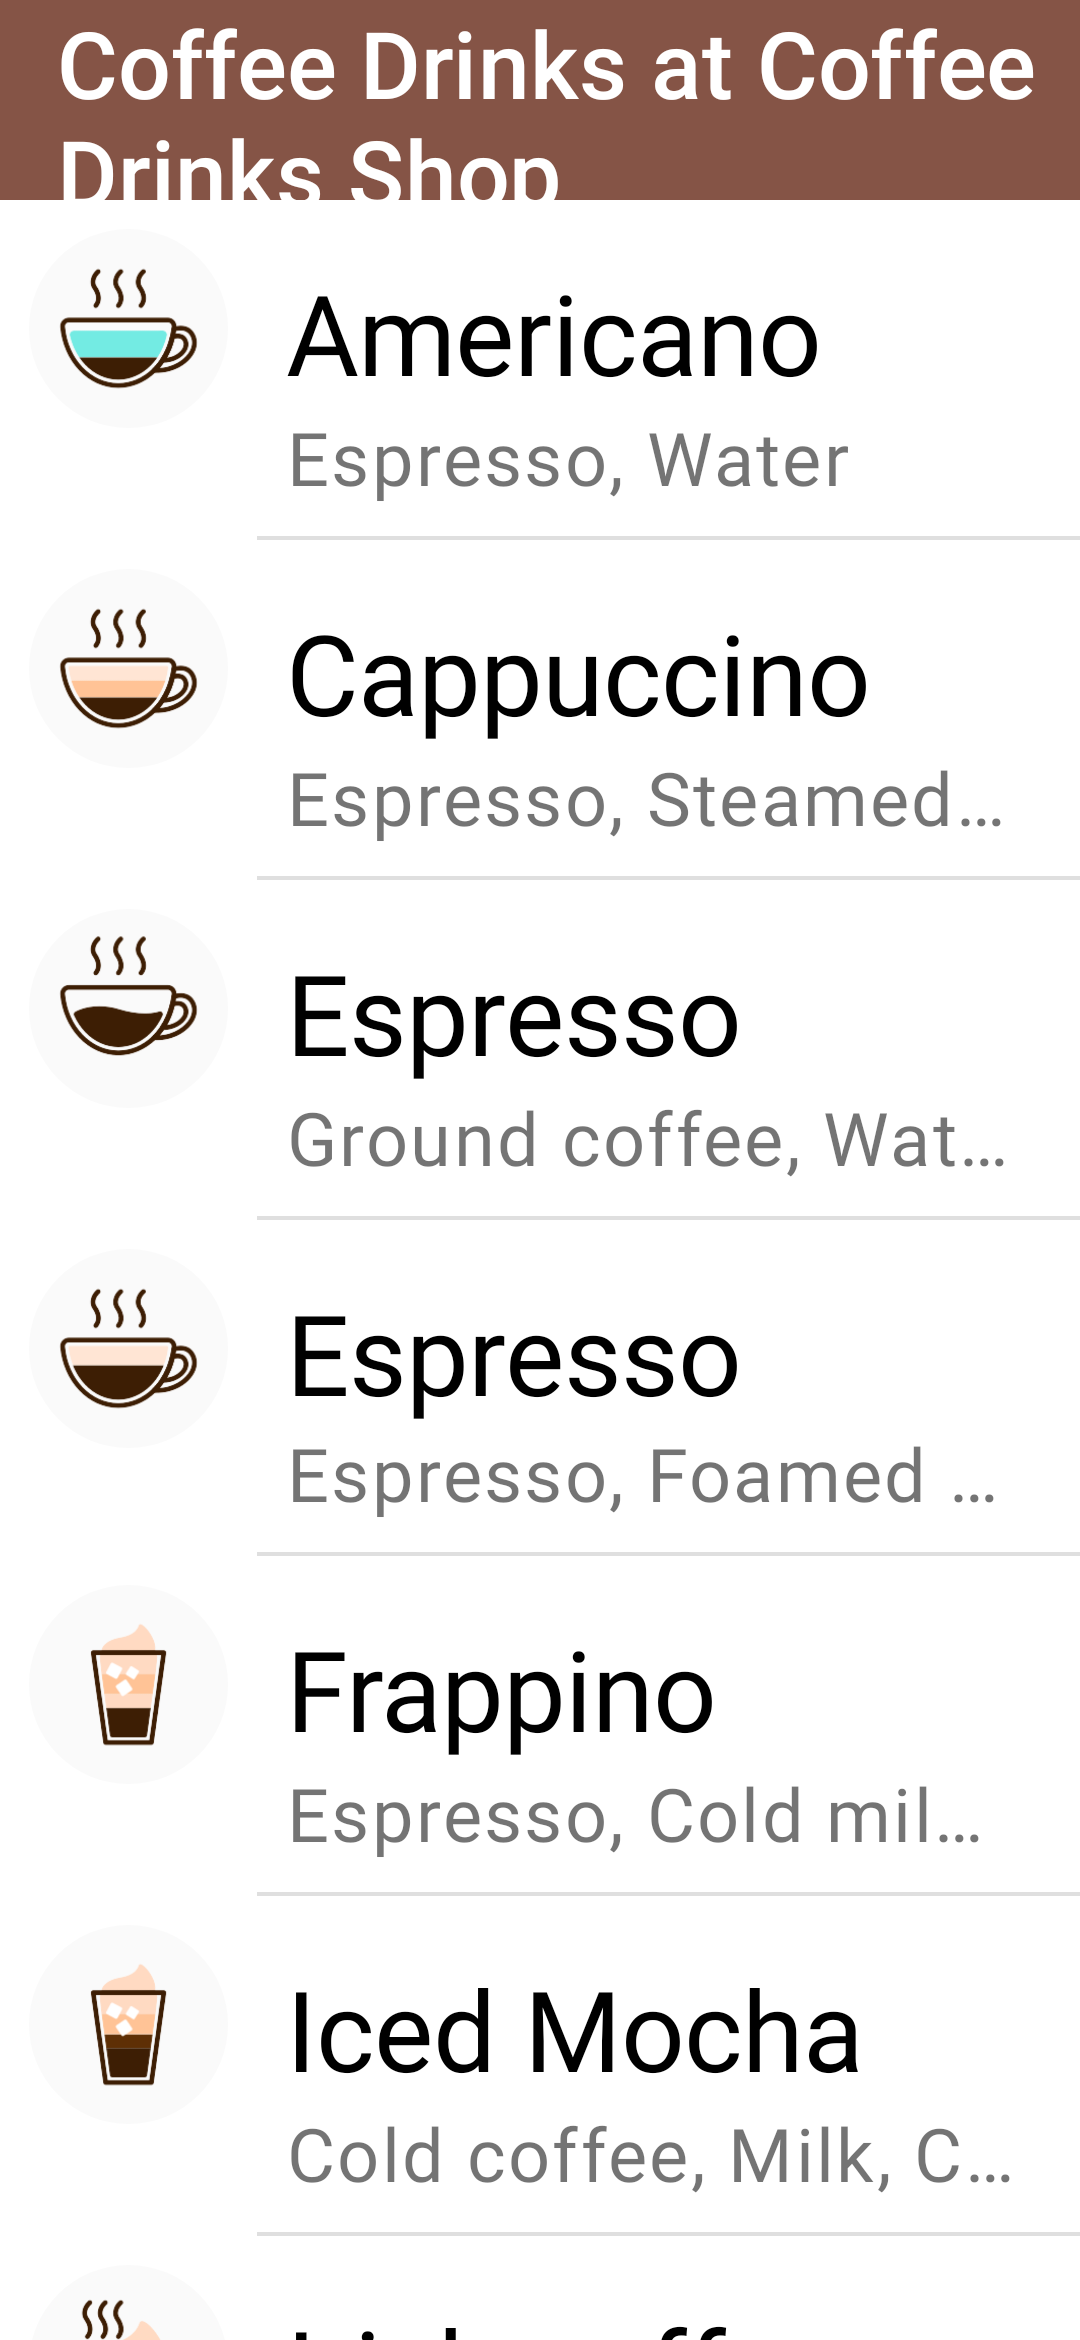 Coffee Drinks at Coffee
Drinks Shop
Americano
Espresso, Water
Cappuccino
Espresso, Steamed...
Espresso
Ground coffee, Wat...
Espresso
Espresso, Foamed ...
Frappino
Espresso, Cold mil...
Iced Mocha
Cold coffee, Milk, C...